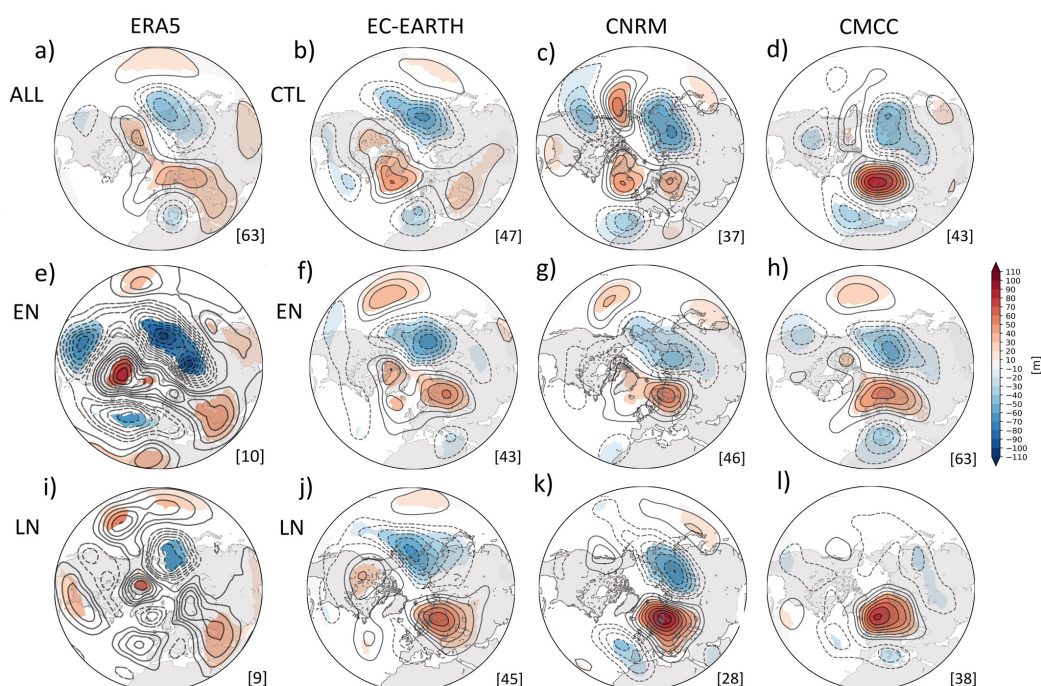 ERA5 EC-EARTH CNRM CMCC
a) b) c) d)
ALL CTL
[63] [47] [37] [43]
e) f) g) h)
EN EN
110
100
90
80
70
60
50
40
30
20
10
−10
−20
−30
−40
−50
−60
−70
−80
−90
−100
−110
[m]
[10] [43] [46] [63]
i) j) k) l)
LN LN
[9] [45] [28] [38]